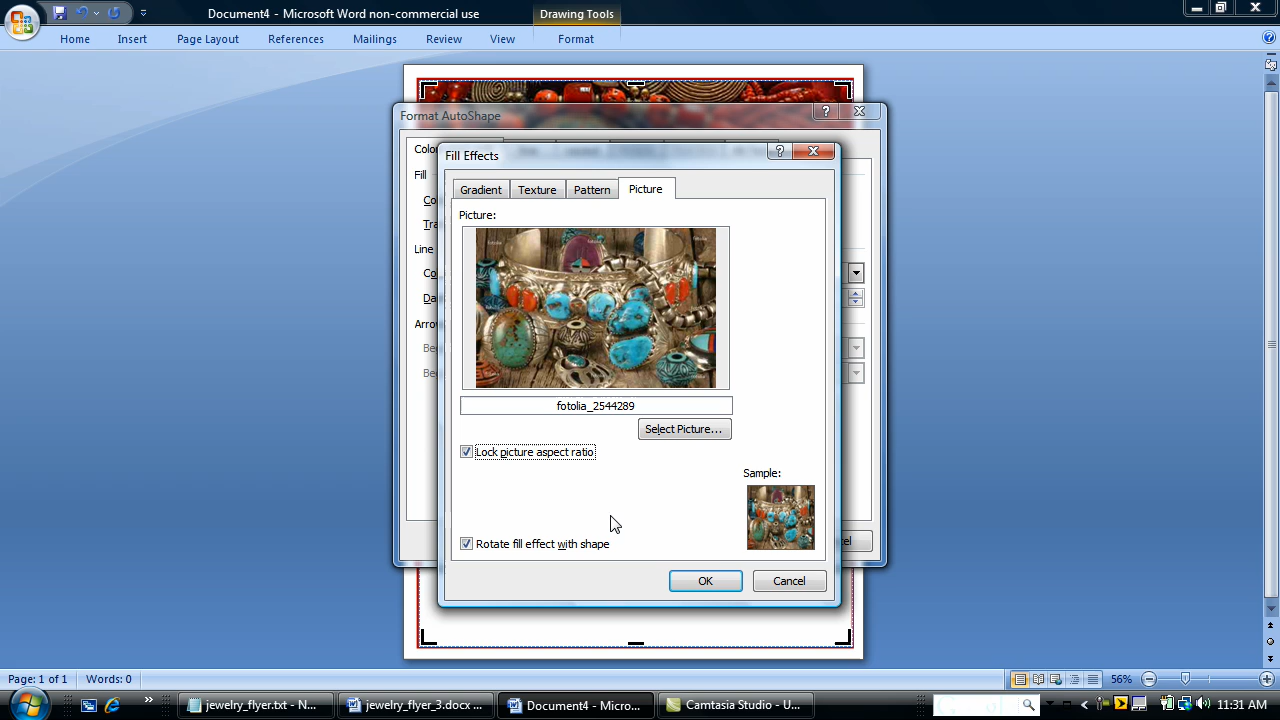 Document4 - Microsoft Word non-commercial use
Drawing Tools
Home Insert Page Layout References Mailings Review View Format
Format AutoShape
Fill Effects
Gradient Texture Pattern Picture
Fill
Line
Picture:
fotolia_2544289
Select Picture...
Lock picture aspect ratio
Sample:
Rotate fill effect with shape
OK Cancel
Page: 1 of 1 Words: 0 56%
jewelry_flyer.txt - N... jewelry_flyer_3.docx ... Document4 - Micros... Camtasia Studio - U... 11:31 AM